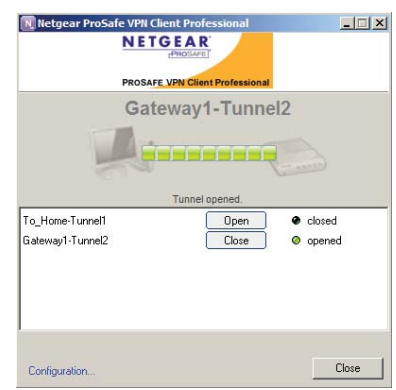 N Netgear ProSafe VPN Client Professional
NETGEAR
PROSAFE
PROSAFE VPN Client Professional
Gateway1-Tunnel2
Tunnel opened.
To_Home-Tunnel1 Open closed
Gateway1-Tunnel2 Close opened
Configuration... Close